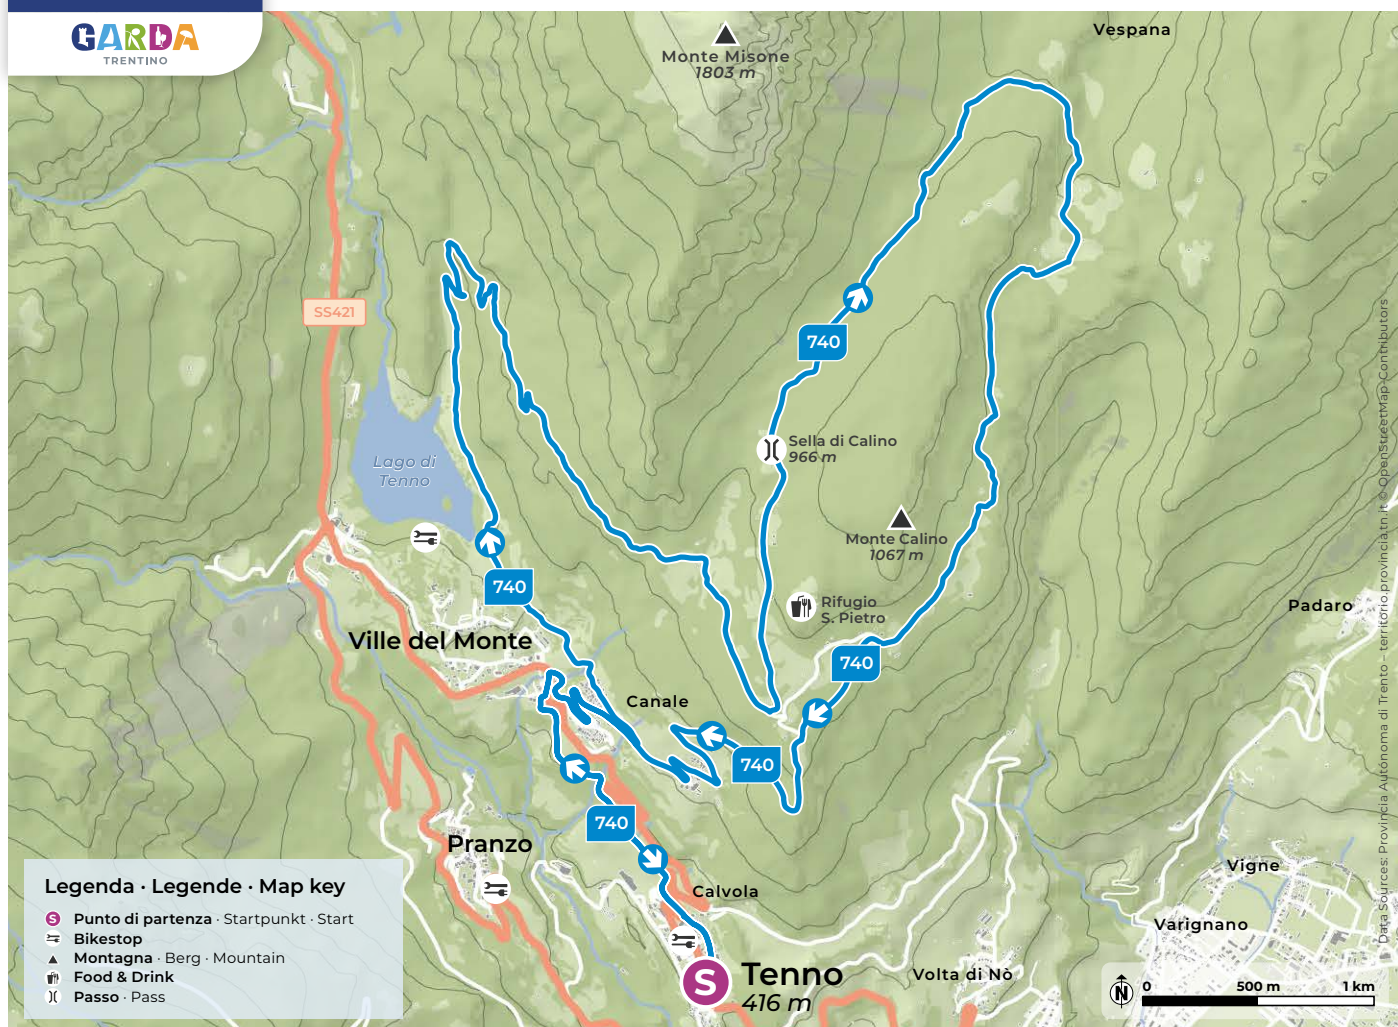 GARDA
TRENTINO
Vespana
Monte Misone
1803 m
SS421
740
Sella di Calino
966 m
Lago di
Tenno
Monte Calino
1067 m
740
Rifugio
S. Pietro
Padaro
Ville del Monte
740
Canale
740
740
Pranzo
Calvola
Vigne
Varignano
Tenno
416 m
Volta di Nò
S
Legenda · Legende · Map key
S Punto di partenza · Startpunkt · Start
Bikestop
Montagna · Berg · Mountain
Food & Drink
Passo · Pass
N
0 500 m 1 km
Data Sources: Provincia Autonoma di Trento – territorio.provincia.tn.it © OpenStreetMap-Contributors